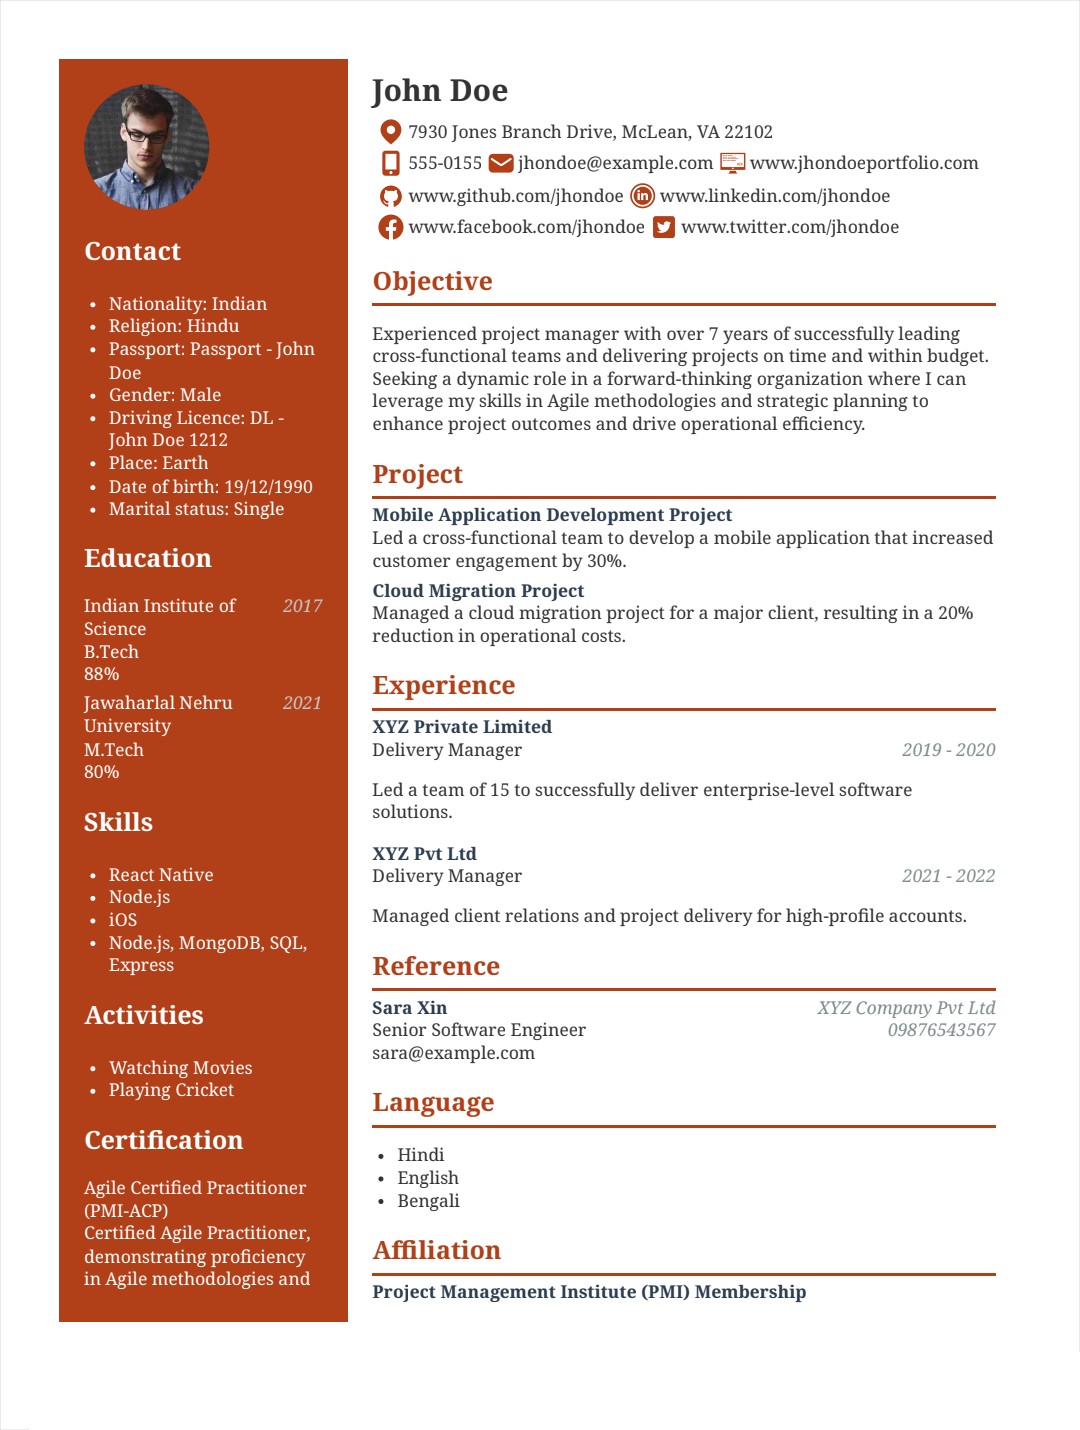 Contact
• Nationality: Indian
• Religion: Hindu
• Passport: Passport - John
Doe
• Gender: Male
• Driving Licence: DL -
John Doe 1212
• Place: Earth
• Date of birth: 19/12/1990
• Marital status: Single
Education
Indian Institute of 2017
Science
B.Tech
88%
Jawaharlal Nehru 2021
University
M.Tech
80%
Skills
• React Native
• Node.js
• iOS
• Node.js, MongoDB, SQL,
Express
Activities
• Watching Movies
• Playing Cricket
Certification
Agile Certified Practitioner
(PMI-ACP)
Certified Agile Practitioner,
demonstrating proficiency
in Agile methodologies and
John Doe
7930 Jones Branch Drive, McLean, VA 22102
555-0155 jhondoe@example.com www.jhondoeportfolio.com
www.github.com/jhondoe www.linkedin.com/jhondoe
www.facebook.com/jhondoe www.twitter.com/jhondoe
Objective
Experienced project manager with over 7 years of successfully leading
cross-functional teams and delivering projects on time and within budget.
Seeking a dynamic role in a forward-thinking organization where I can
leverage my skills in Agile methodologies and strategic planning to
enhance project outcomes and drive operational efficiency.
Project
Mobile Application Development Project
Led a cross-functional team to develop a mobile application that increased
customer engagement by 30%.
Cloud Migration Project
Managed a cloud migration project for a major client, resulting in a 20%
reduction in operational costs.
Experience
XYZ Private Limited
Delivery Manager 2019 - 2020
Led a team of 15 to successfully deliver enterprise-level software
solutions.
XYZ Pvt Ltd
Delivery Manager 2021 - 2022
Managed client relations and project delivery for high-profile accounts.
Reference
Sara Xin XYZ Company Pvt Ltd
Senior Software Engineer 09876543567
sara@example.com
Language
• Hindi
• English
• Bengali
Affiliation
Project Management Institute (PMI) Membership